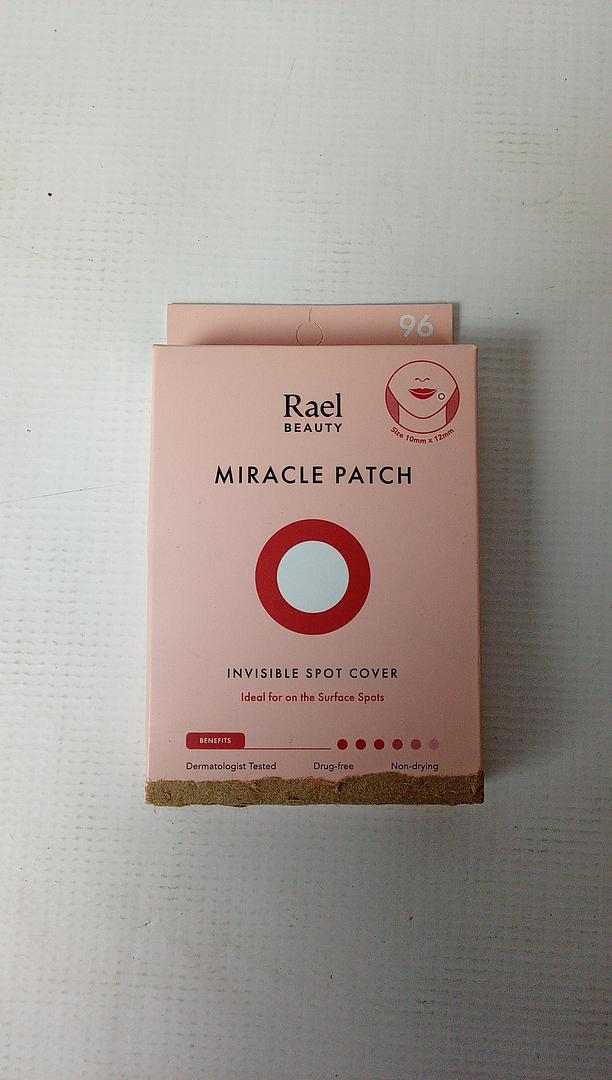 96
Rael
BEAUTY
Size 10mm x 12mm
MIRACLE PATCH
INVISIBLE SPOT COVER
Ideal for on the Surface Spots
BENEFITS
Dermatologist Tested Drug-free Non-drying